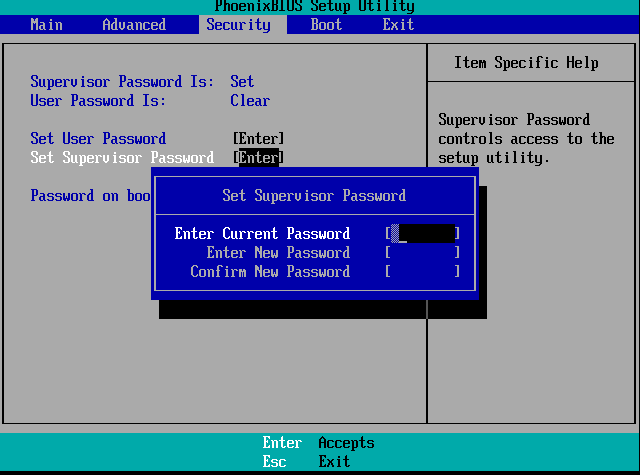 PhoenixBIOS Setup Utility
Main Advanced Security Boot Exit
Item Specific Help
Supervisor Password Is: Set
User Password Is: Clear
Supervisor Password
controls access to the
setup utility.
Set User Password [Enter]
Set Supervisor Password [Enter]
Password on boo
Set Supervisor Password
Enter Current Password [ ]
Enter New Password [ ]
Confirm New Password [ ]
Enter Accepts
Esc Exit